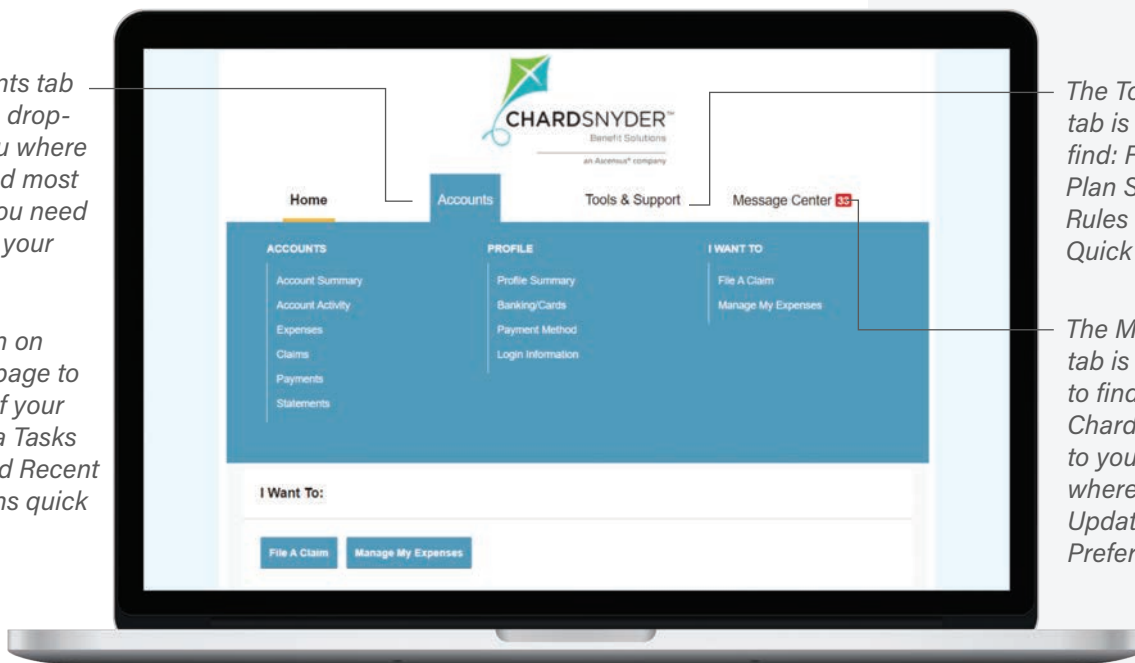 nts tab
drop-
u where
d most
ou need
your
n on
page to
f your
a Tasks
d Recent
ns quick
CHARDSNYDER™
Benefit Solutions
an Ascensus® company
Home Accounts Tools & Support Message Center 33
ACCOUNTS
Account Summary
Account Activity
Expenses
Claims
Payments
Statements
PROFILE
Profile Summary
Banking/Cards
Payment Method
Login Information
I WANT TO
File A Claim
Manage My Expenses
I Want To:
File A Claim Manage My Expenses
The To
tab is
find: F
Plan S
Rules
Quick
The M
tab is
to find
Chard
to you
where
Updat
Prefer